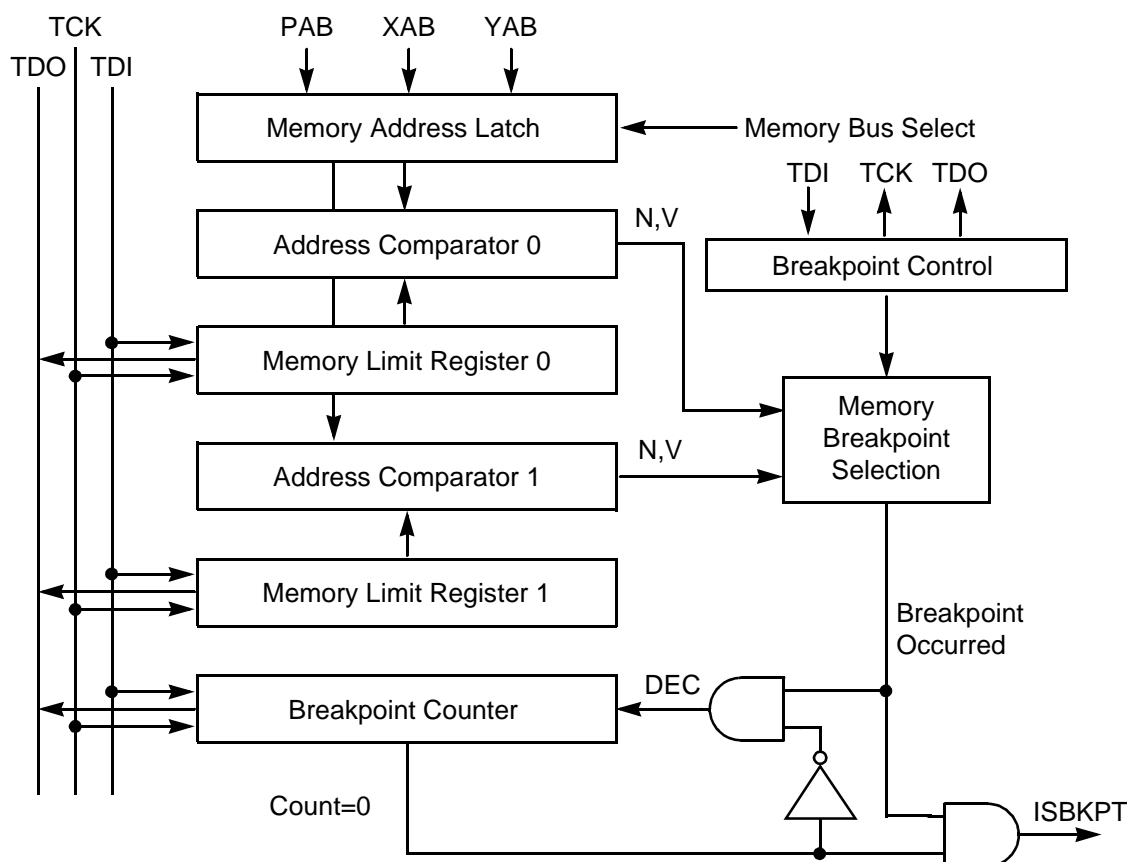 TCK
PAB XAB YAB
TDO TDI
Memory Address Latch
Memory Bus Select
TDI TCK TDO
Address Comparator 0
N,V
Breakpoint Control
Memory Limit Register 0
Memory
Breakpoint
Selection
Address Comparator 1
N,V
Memory Limit Register 1
Breakpoint
Occurred
Breakpoint Counter
DEC
Count=0
ISBKPT